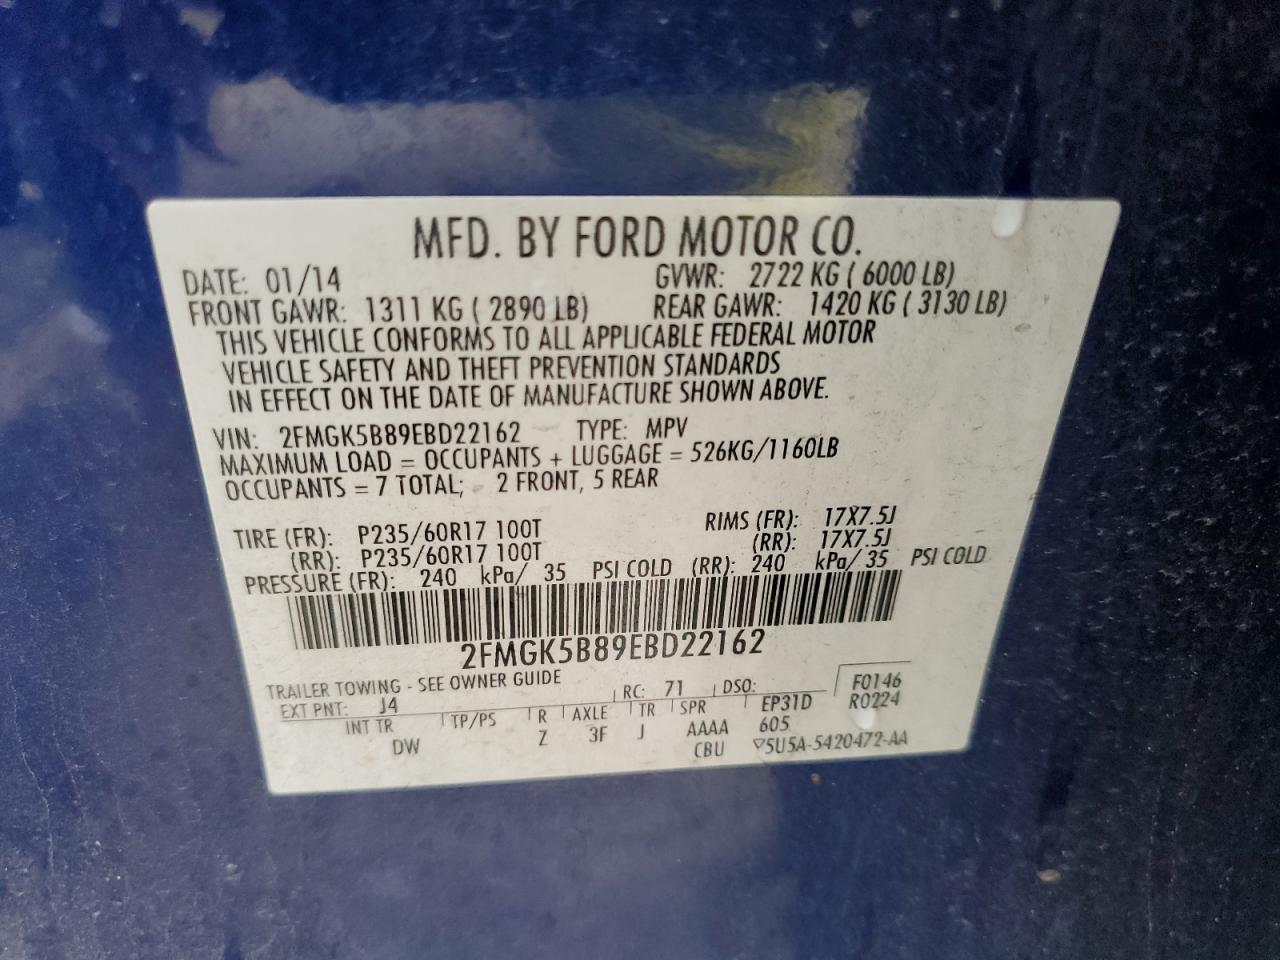 MFD. BY FORD MOTOR CO.
DATE: 01/14 GVWR: 2722 KG ( 6000 LB)
FRONT GAWR: 1311 KG ( 2890 LB) REAR GAWR: 1420 KG ( 3130 LB)
THIS VEHICLE CONFORMS TO ALL APPLICABLE FEDERAL MOTOR
VEHICLE SAFETY AND THEFT PREVENTION STANDARDS
IN EFFECT ON THE DATE OF MANUFACTURE SHOWN ABOVE.
VIN: 2FMGK5B89EBD22162 TYPE: MPV
MAXIMUM LOAD = OCCUPANTS + LUGGAGE = 526KG/1160LB
OCCUPANTS = 7 TOTAL; 2 FRONT, 5 REAR
TIRE (FR): P235/60R17 100T RIMS (FR): 17X7.5J
(RR): P235/60R17 100T (RR): 17X7.5J
PRESSURE (FR): 240 kPa/ 35 PSI COLD (RR): 240 kPa/ 35 PSI COLD
2FMGK5B89EBD22162
TRAILER TOWING - SEE OWNER GUIDE
EXT PNT: J4 RC: 71 DSO: F0146
INT TR TP/PS R AXLE TR SPR EP31D R0224
DW Z 3F J AAAA 605
CBU ▽5U5A-5420472-AA